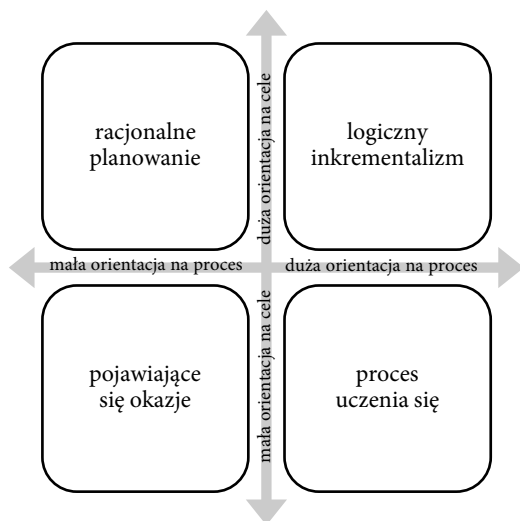 racjonalne
planowanie
logiczny
inkrementalizm
duża orientacja na cele
mała orientacja na proces
duża orientacja na proces
pojawiające
się okazje
proces
uczenia się
mała orientacja na cele